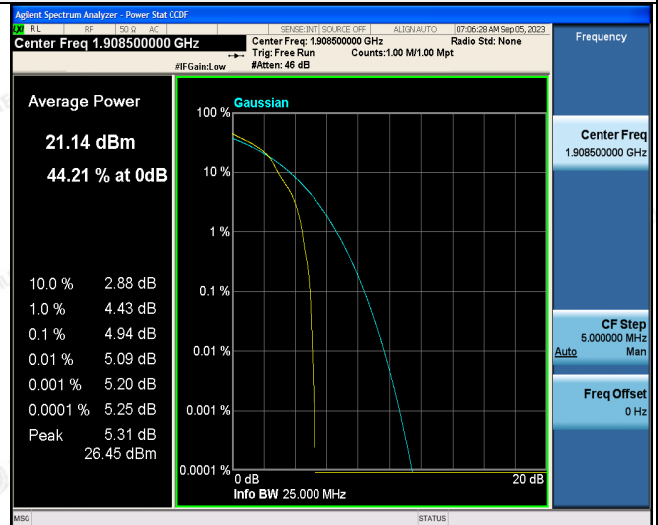 Agilent Spectrum Analyzer - Power Stat CCDF
RL RF 50 Ω AC SENSE:INT SOURCE OFF ALIGN AUTO 07:06:28 AM Sep 05, 2023
Center Freq 1.908500000 GHz
Center Freq: 1.908500000 GHz Radio Std: None
Trig: Free Run Counts:1.00 M/1.00 Mpt
#IFGain:Low #Atten: 46 dB
Frequency
Average Power
21.14 dBm
44.21 % at 0dB
10.0 % 2.88 dB
1.0 % 4.43 dB
0.1 % 4.94 dB
0.01 % 5.09 dB
0.001 % 5.20 dB
0.0001 % 5.25 dB
Peak 5.31 dB
26.45 dBm
Gaussian
100 %
10 %
1 %
0.1 %
0.01 %
0.001 %
0.0001 %
0 dB 20 dB
Info BW 25.000 MHz
Center Freq
1.908500000 GHz
CF Step
5.000000 MHz
Auto Man
Freq Offset
0 Hz
MSG STATUS